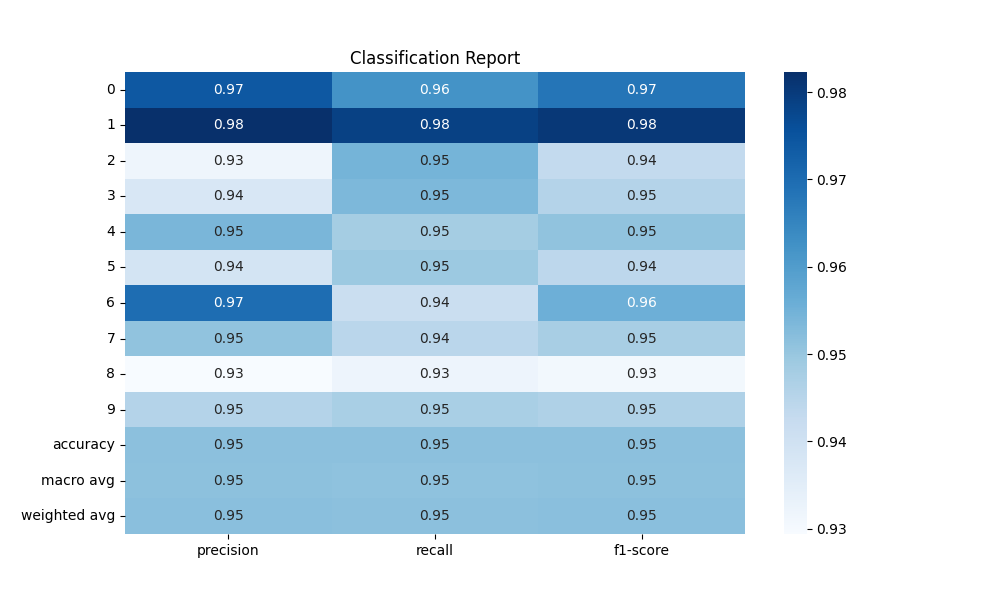 Classification Report
0 0.97 0.96 0.97
1 0.98 0.98 0.98
2 0.93 0.95 0.94
3 0.94 0.95 0.95
4 0.95 0.95 0.95
5 0.94 0.95 0.94
6 0.97 0.94 0.96
7 0.95 0.94 0.95
8 0.93 0.93 0.93
9 0.95 0.95 0.95
accuracy 0.95 0.95 0.95
macro avg 0.95 0.95 0.95
weighted avg 0.95 0.95 0.95
precision recall f1-score
0.98
0.97
0.96
0.95
0.94
0.93